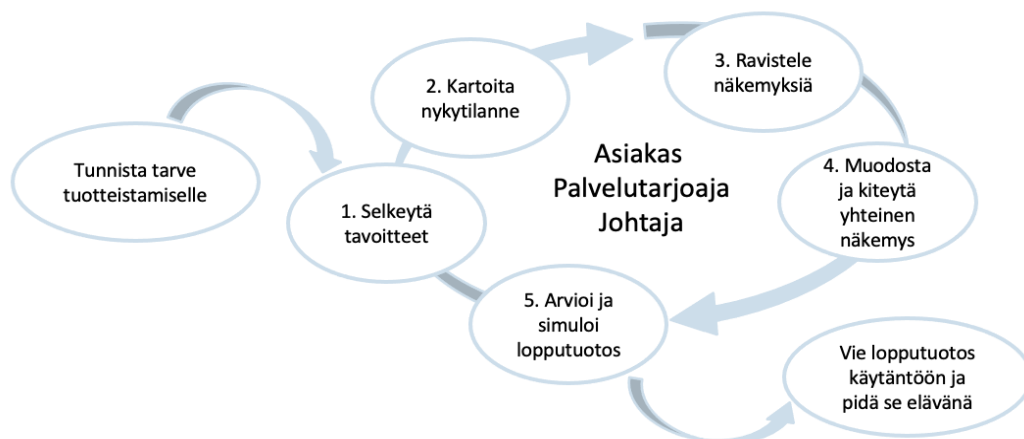 Tunnista tarve
tuotteistamiselle
1. Selkeytä
tavoitteet
2. Kartoita
nykytilanne
3. Ravistele
näkemyksiä
4. Muodosta
ja kiteytä
yhteinen
näkemys
5. Arvioi ja
simuloi
lopputuotos
Vie lopputuotos
käytäntöön ja
pidä se elävänä
Asiakas
Palvelutarjoaja
Johtaja